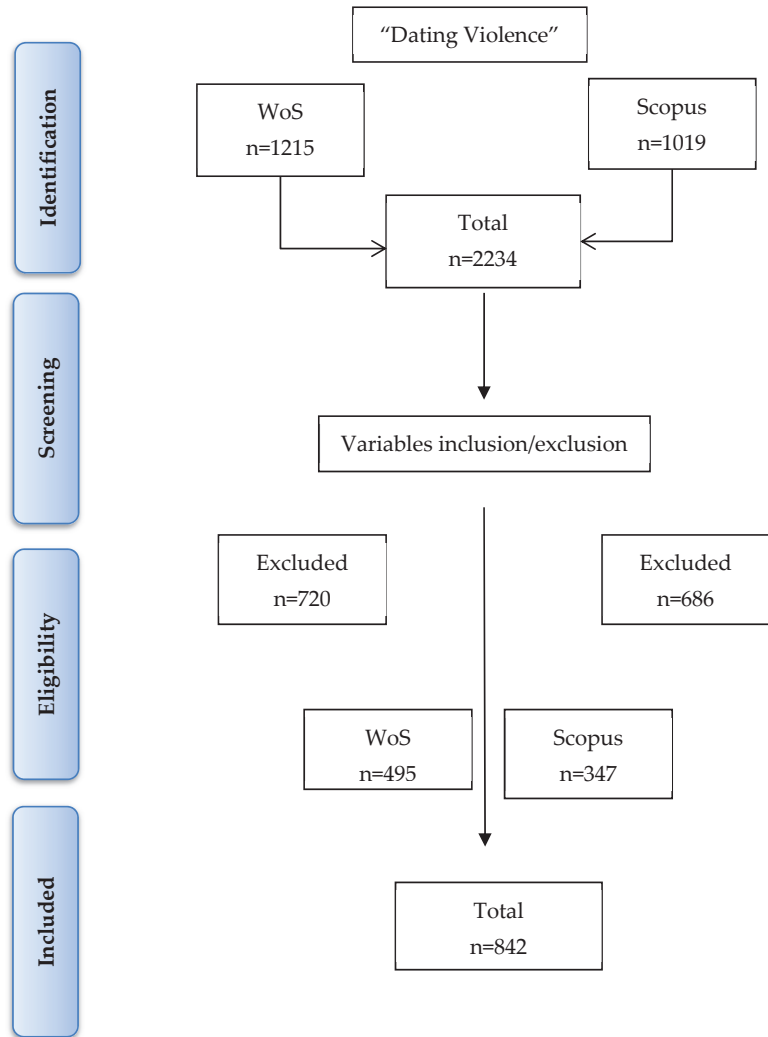 “Dating Violence”
Identification
WoS
n=1215
Scopus
n=1019
Total
n=2234
Screening
Variables inclusion/exclusion
Eligibility
Excluded
n=720
Excluded
n=686
WoS
n=495
Scopus
n=347
Included
Total
n=842